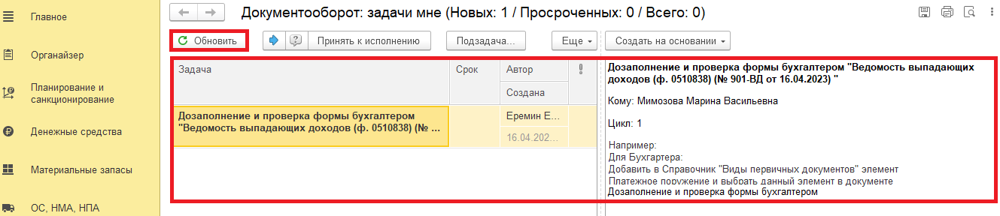 Главное
Органайзер
Планирование и
санкционирование
Денежные средства
Материальные запасы
ОС, НМА, НПА
Документооборот: задачи мне (Новых: 1 / Просроченных: 0 / Всего: 0)
Обновить
Принять к исполнению
Подзадача...
Еще
Создать на основании
Задача
Срок
Автор
Создана
Дозаполнение и проверка формы бухгалтером
"Ведомость выпадающих доходов (ф. 0510838) (№ ...
Еремин Е...
16.04.202...
Дозаполнение и проверка формы бухгалтером "Ведомость выпадающих
доходов (ф. 0510838) (№ 901-ВД от 16.04.2023) "
Кому: Мимозова Марина Васильевна
Цикл: 1
Например:
Для Бухгартера:
Добавить в Справочник "Виды первичных документов" элемент
Платежное поружение и выбрать данный элемент в документе
Дозаполнение и проверка формы бухгалтером